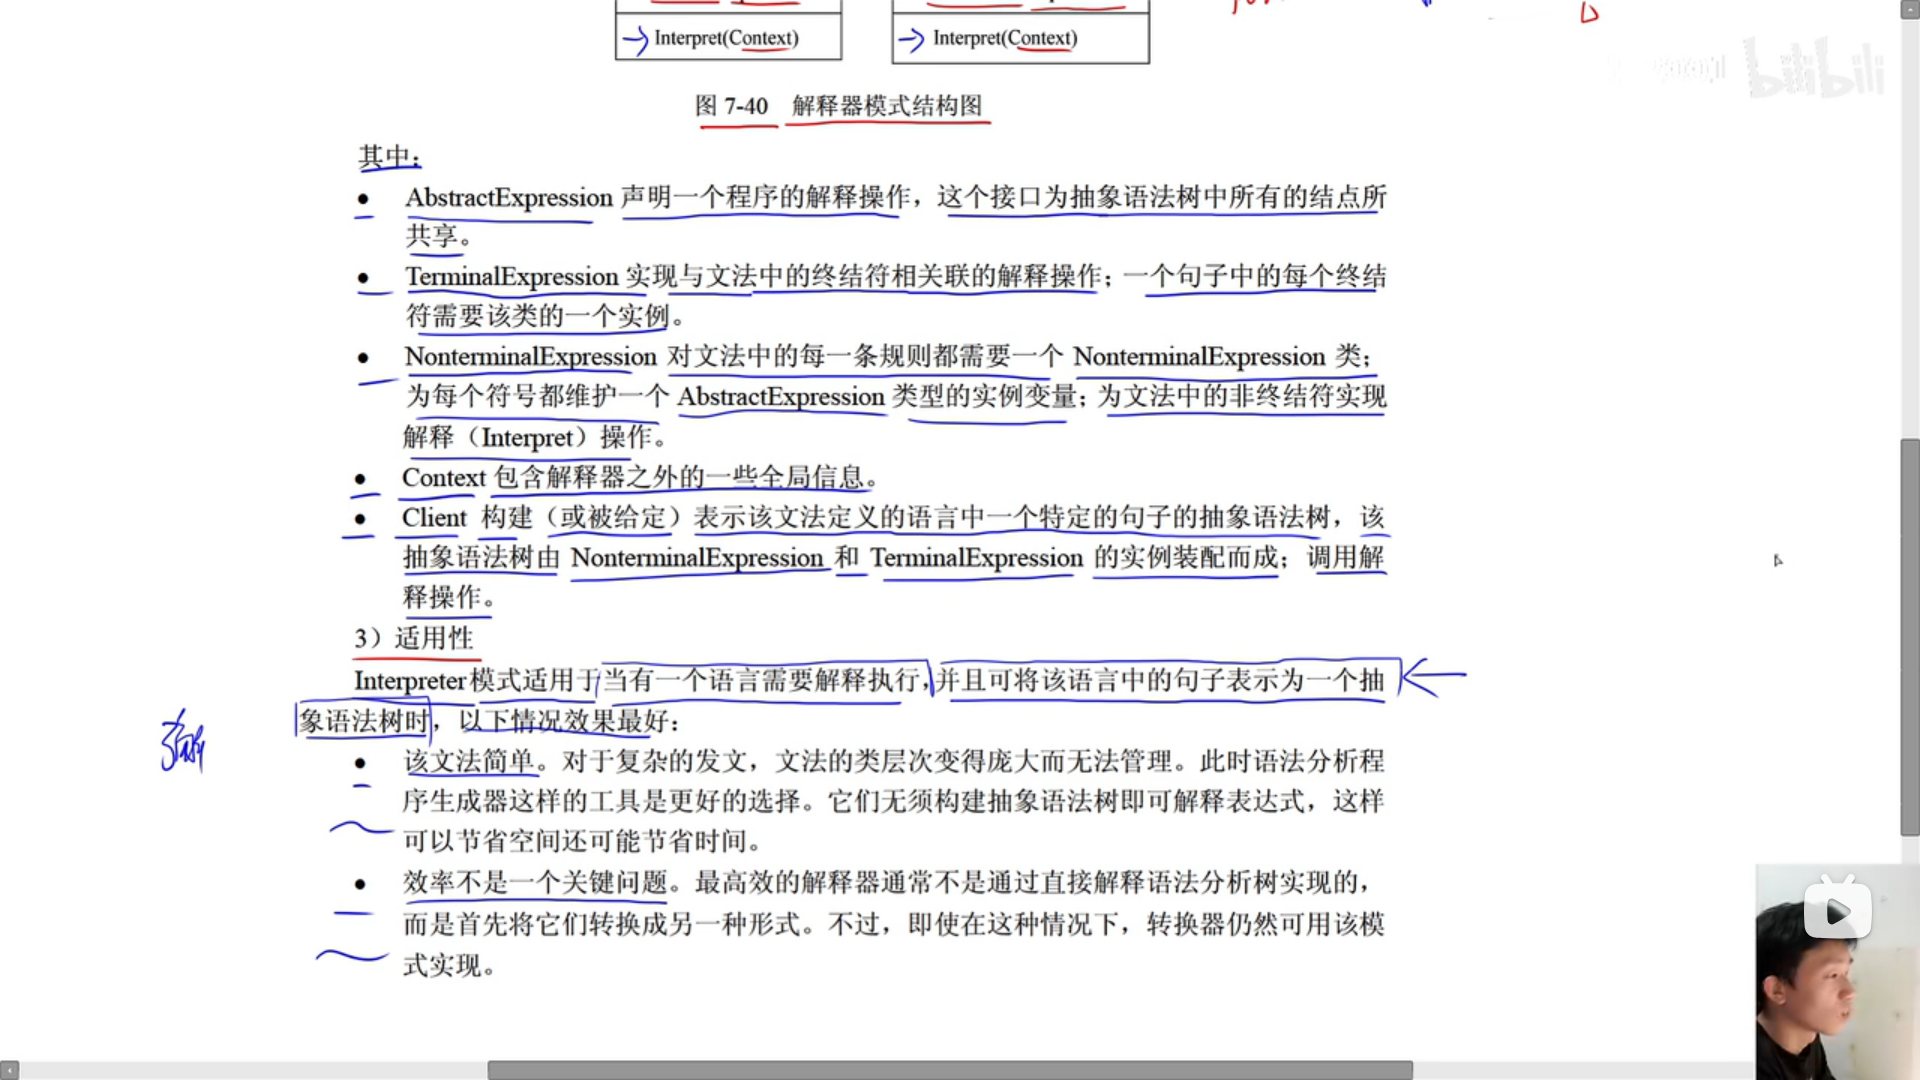 Interpret(Context)
Interpret(Context)
bilibili
图 7-40 解释器模式结构图
其中：
● AbstractExpression 声明一个程序的解释操作，这个接口为抽象语法树中所有的结点所
共享。
● TerminalExpression 实现与文法中的终结符相关联的解释操作；一个句子中的每个终结
符需要该类的一个实例。
● NonterminalExpression 对文法中的每一条规则都需要一个 NonterminalExpression 类；
为每个符号都维护一个 AbstractExpression 类型的实例变量；为文法中的非终结符实现
解释（Interpret）操作。
● Context 包含解释器之外的一些全局信息。
● Client 构建（或被给定）表示该文法定义的语言中一个特定的句子的抽象语法树，该
抽象语法树由 NonterminalExpression 和 TerminalExpression 的实例装配而成；调用解
释操作。
3）适用性
Interpreter 模式适用于当有一个语言需要解释执行，并且可将该语言中的句子表示为一个抽
象语法树时，以下情况效果最好：
● 该文法简单。对于复杂的发文，文法的类层次变得庞大而无法管理。此时语法分析程
序生成器这样的工具是更好的选择。它们无须构建抽象语法树即可解释表达式，这样
可以节省空间还可能节省时间。
● 效率不是一个关键问题。最高效的解释器通常不是通过直接解释语法分析树实现的，
而是首先将它们转换成另一种形式。不过，即使在这种情况下，转换器仍然可用该模
式实现。